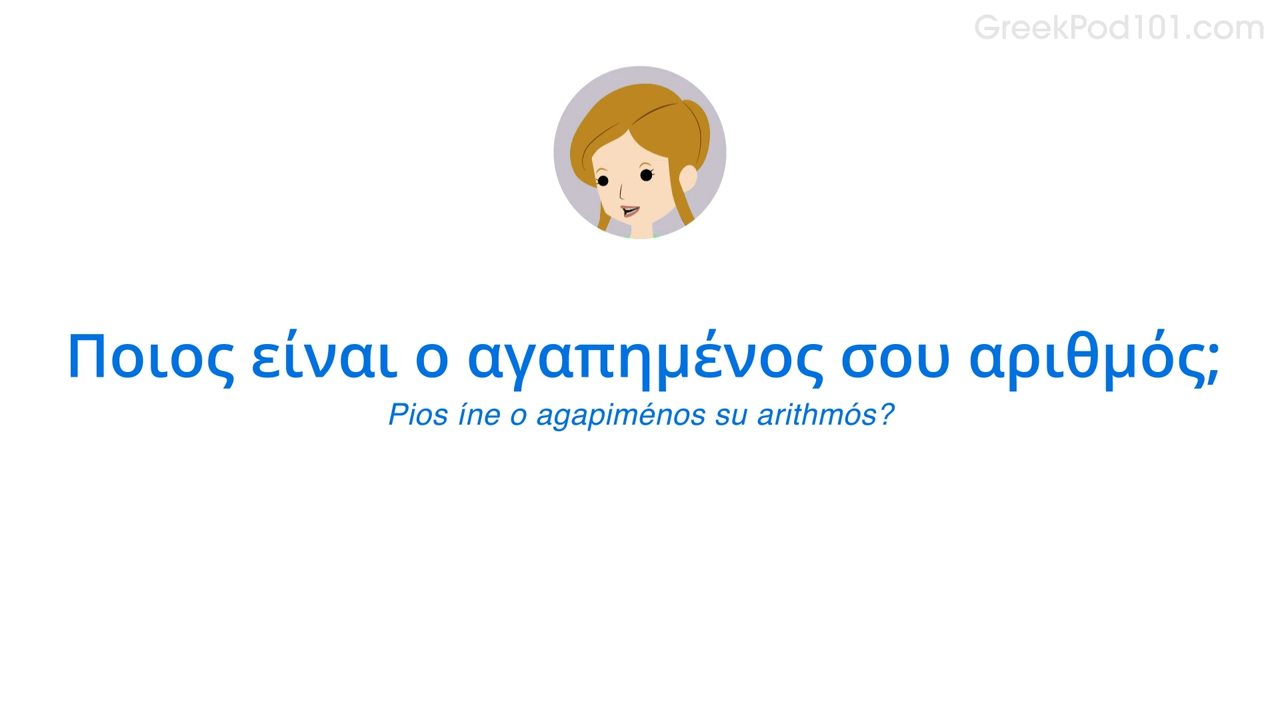 GreekPod101.com
Ποιος είναι ο αγαπημένος σου αριθμός;
Pios íne o agapiménos su arithmós?